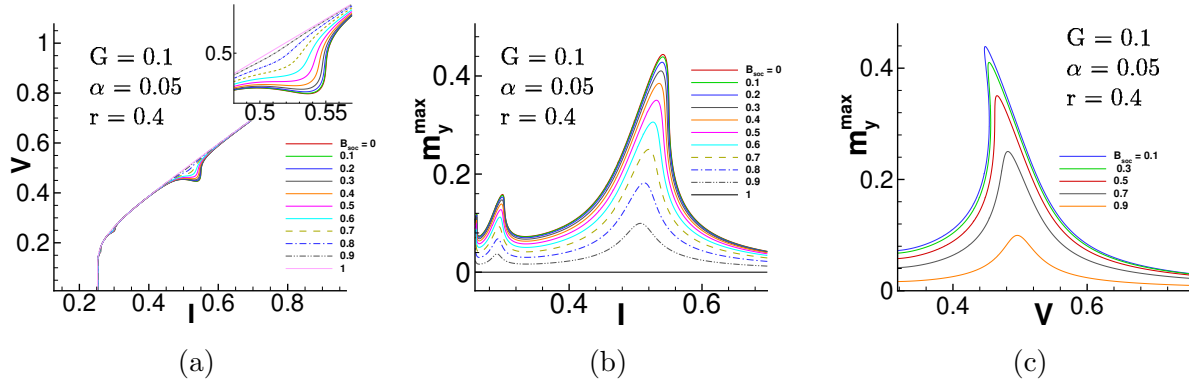 V
1
0.8
0.6
0.4
0.2
G = 0.1
α = 0.05
r = 0.4
0.5
0.5
0.55
B_soc = 0
0.1
0.2
0.3
0.4
0.5
0.6
0.7
0.8
0.9
1
0.2
0.4
0.6
0.8
I
(a)
m_y^max
0.4
0.2
0
G = 0.1
α = 0.05
r = 0.4
B_soc = 0
0.1
0.2
0.3
0.4
0.5
0.6
0.7
0.8
0.9
1
0.4
0.6
I
(b)
m_y^max
0.4
0.2
0
G = 0.1
α = 0.05
r = 0.4
B_soc = 0.1
0.3
0.5
0.7
0.9
0.4
0.6
V
(c)